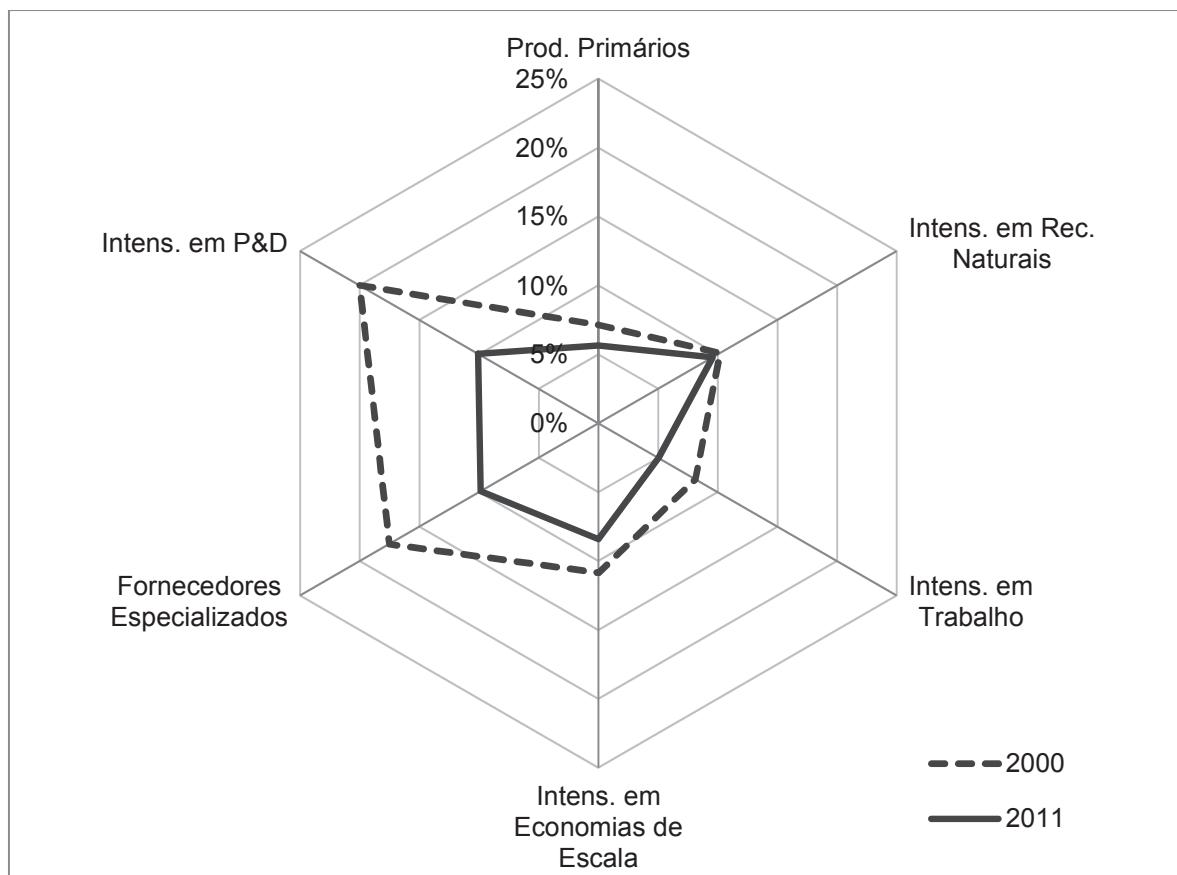 Prod. Primários
25%
20%
15%
10%
5%
0%
Intens. em Rec.
Naturais
Intens. em
Trabalho
Intens. em
Economias de
Escala
Fornecedores
Especializados
Intens. em P&D
2000
2011